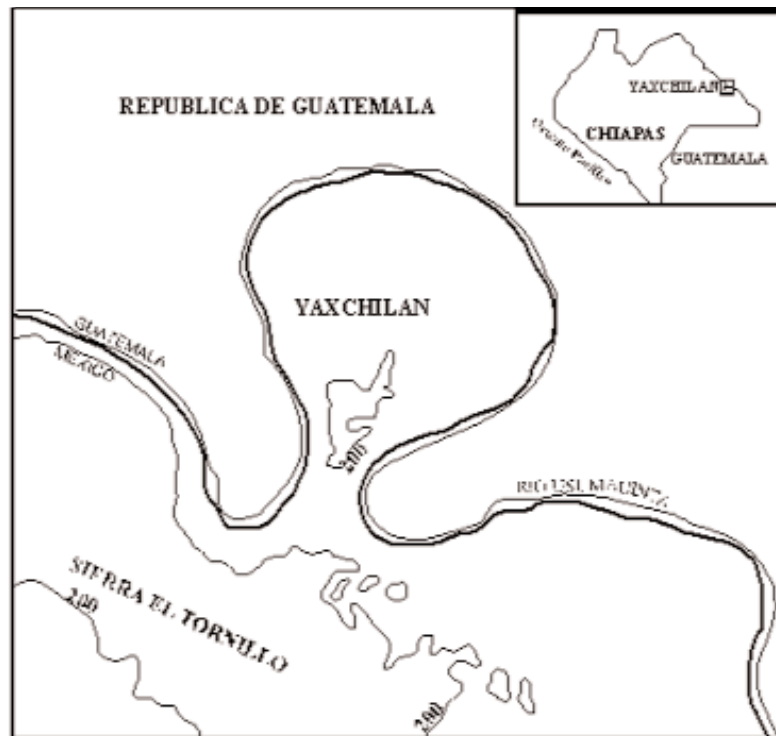 REPUBLICA DE GUATEMALA
YAXCHILAN
CHIAPAS
GUATEMALA
YAXCHILAN
GUATEMALA
MEXICO
200
RIO USUMACINTA
SIERRA EL TORNILLO
200
200